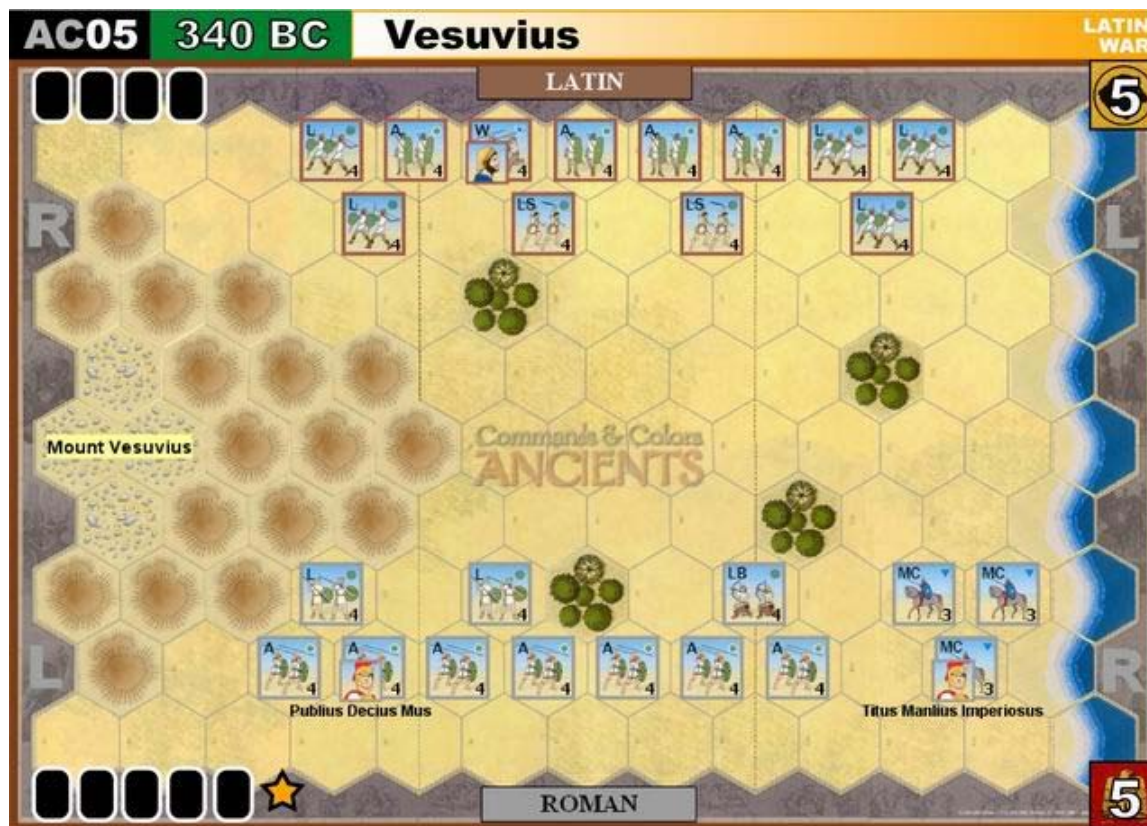 AC05 340 BC Vesuvius LATIN
WAR
LATIN
5
L A W A A A L L
4 4 4 4 4 4 4 4
R L
L LS LS L
4 4 4 4
Commands & Colors
ANCIENTS
Mount Vesuvius
L L LB MC MC
4 4 4 3 3
A A A A A A A MC
4 4 4 4 4 4 4 3
L R
Publius Decius Mus Titus Manlius Imperiosus
ROMAN
5